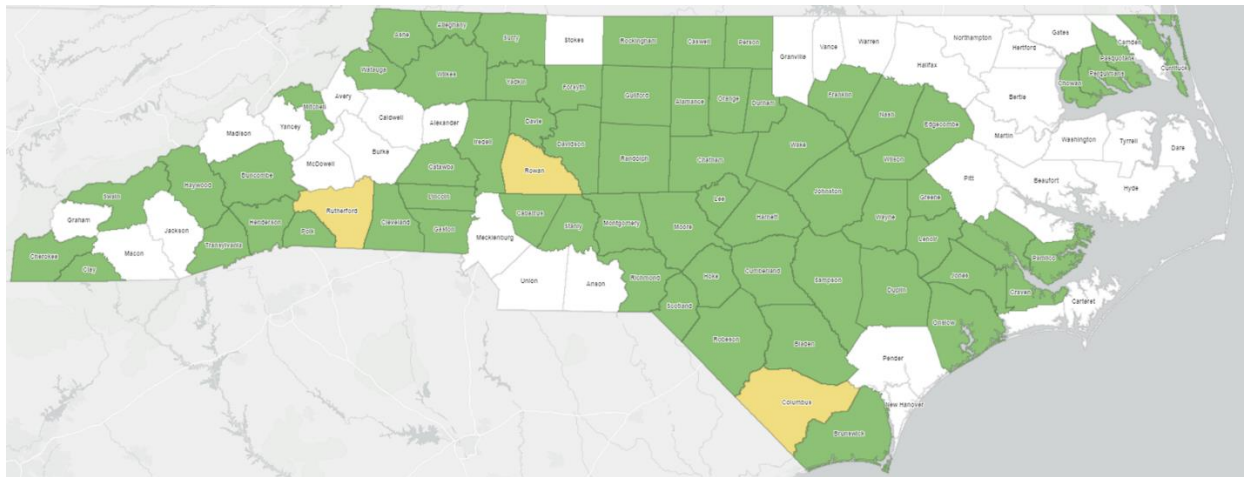 Alleghany
Ashe
Surry
Stokes
Rockingham
Caswell
Person
Granville
Vance
Warren
Northampton
Hertford
Gates
Camden
Currituck
Pasquotank
Perquimans
Chowan
Halifax
Watauga
Wilkes
Yadkin
Forsyth
Guilford
Alamance
Orange
Durham
Franklin
Nash
Edgecombe
Bertie
Martin
Washington
Tyrrell
Dare
Mitchell
Avery
Caldwell
Alexander
Iredell
Davie
Davidson
Randolph
Chatham
Wake
Wilson
Madison
Yancey
McDowell
Burke
Catawba
Rowan
Johnston
Greene
Pitt
Beaufort
Hyde
Swain
Haywood
Buncombe
Rutherford
Lincoln
Cabarrus
Stanly
Montgomery
Moore
Lee
Harnett
Wayne
Lenoir
Graham
Jackson
Henderson
Polk
Cleveland
Gaston
Mecklenburg
Cherokee
Clay
Macon
Transylvania
Union
Anson
Richmond
Scotland
Hoke
Cumberland
Sampson
Duplin
Jones
Craven
Pamlico
Carteret
Onslow
Robeson
Bladen
Pender
Columbus
New Hanover
Brunswick